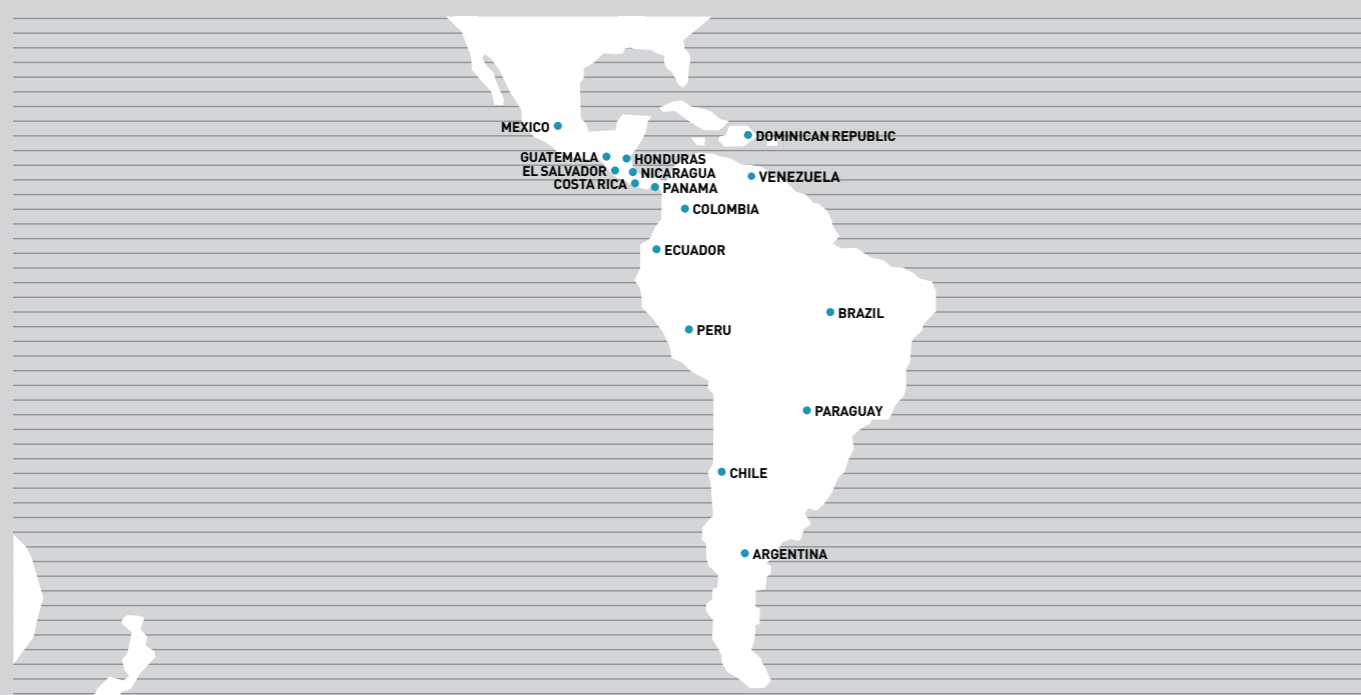 MEXICO
DOMINICAN REPUBLIC
GUATEMALA
HONDURAS
EL SALVADOR
NICARAGUA
VENEZUELA
COSTA RICA
PANAMA
COLOMBIA
ECUADOR
BRAZIL
PERU
PARAGUAY
CHILE
ARGENTINA